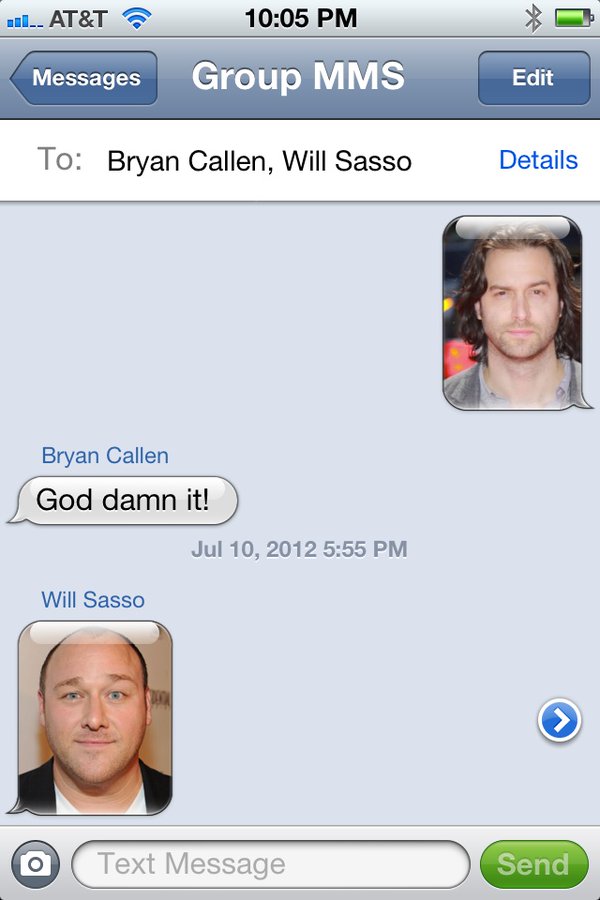 AT&T 10:05 PM
Messages Group MMS Edit
To: Bryan Callen, Will Sasso Details
Bryan Callen
God damn it!
Jul 10, 2012 5:55 PM
Will Sasso
Text Message Send